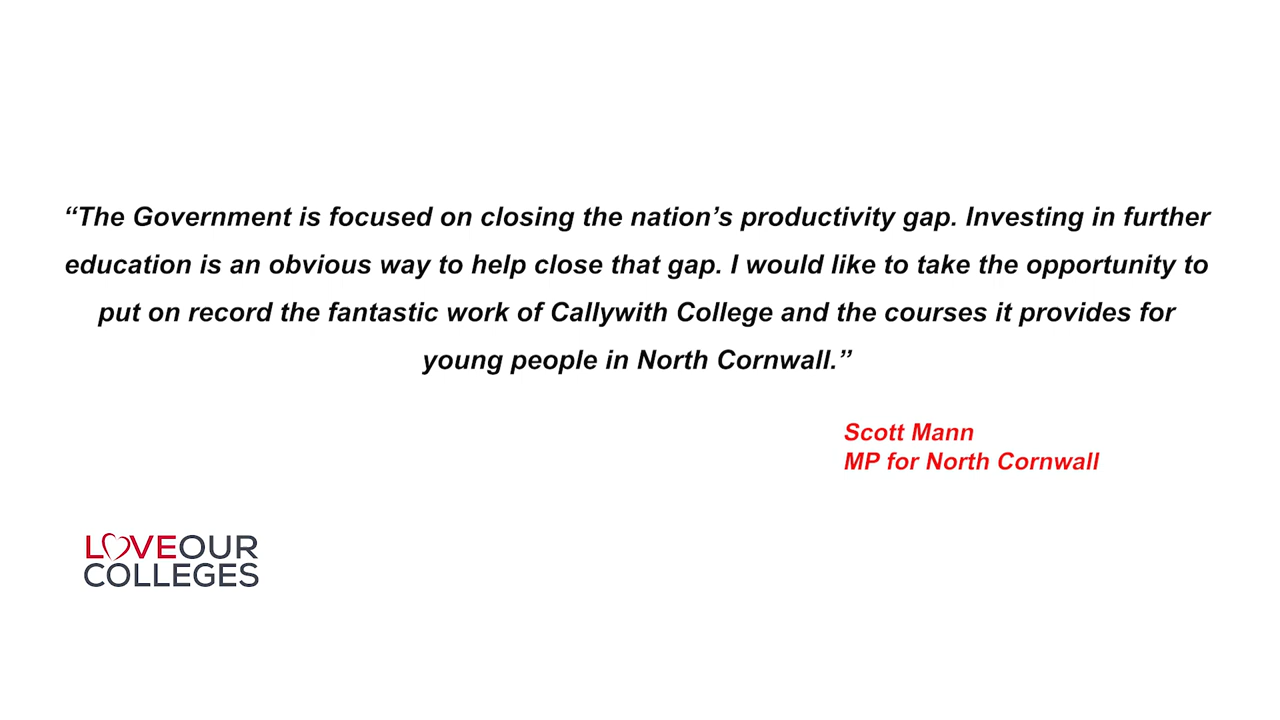 “The Government is focused on closing the nation’s productivity gap. Investing in further
education is an obvious way to help close that gap. I would like to take the opportunity to
put on record the fantastic work of Callywith College and the courses it provides for
young people in North Cornwall.”
Scott Mann
MP for North Cornwall
LOVEOUR
COLLEGES